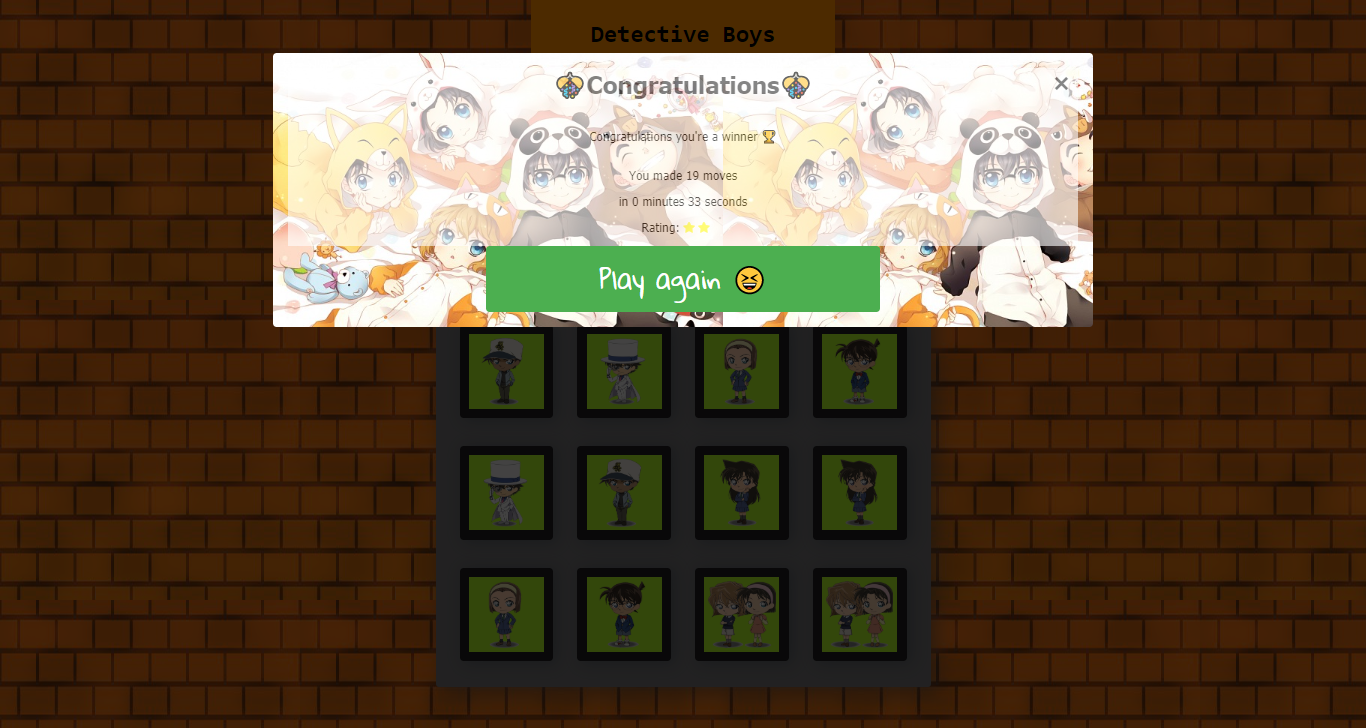 Detective Boys
Congratulations
×
Congratulations you're a winner 🏆
You made 19 moves
in 0 minutes 33 seconds
Rating: ⭐⭐
Play again 😆